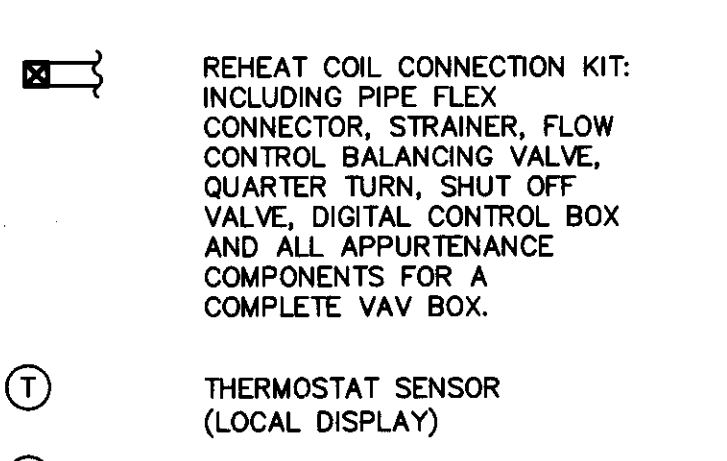 REHEAT COIL CONNECTION KIT:
INCLUDING PIPE FLEX
CONNECTOR, STRAINER, FLOW
CONTROL BALANCING VALVE,
QUARTER TURN, SHUT OFF
VALVE, DIGITAL CONTROL BOX
AND ALL APPURTENANCE
COMPONENTS FOR A
COMPLETE VAV BOX.
T
THERMOSTAT SENSOR
(LOCAL DISPLAY)